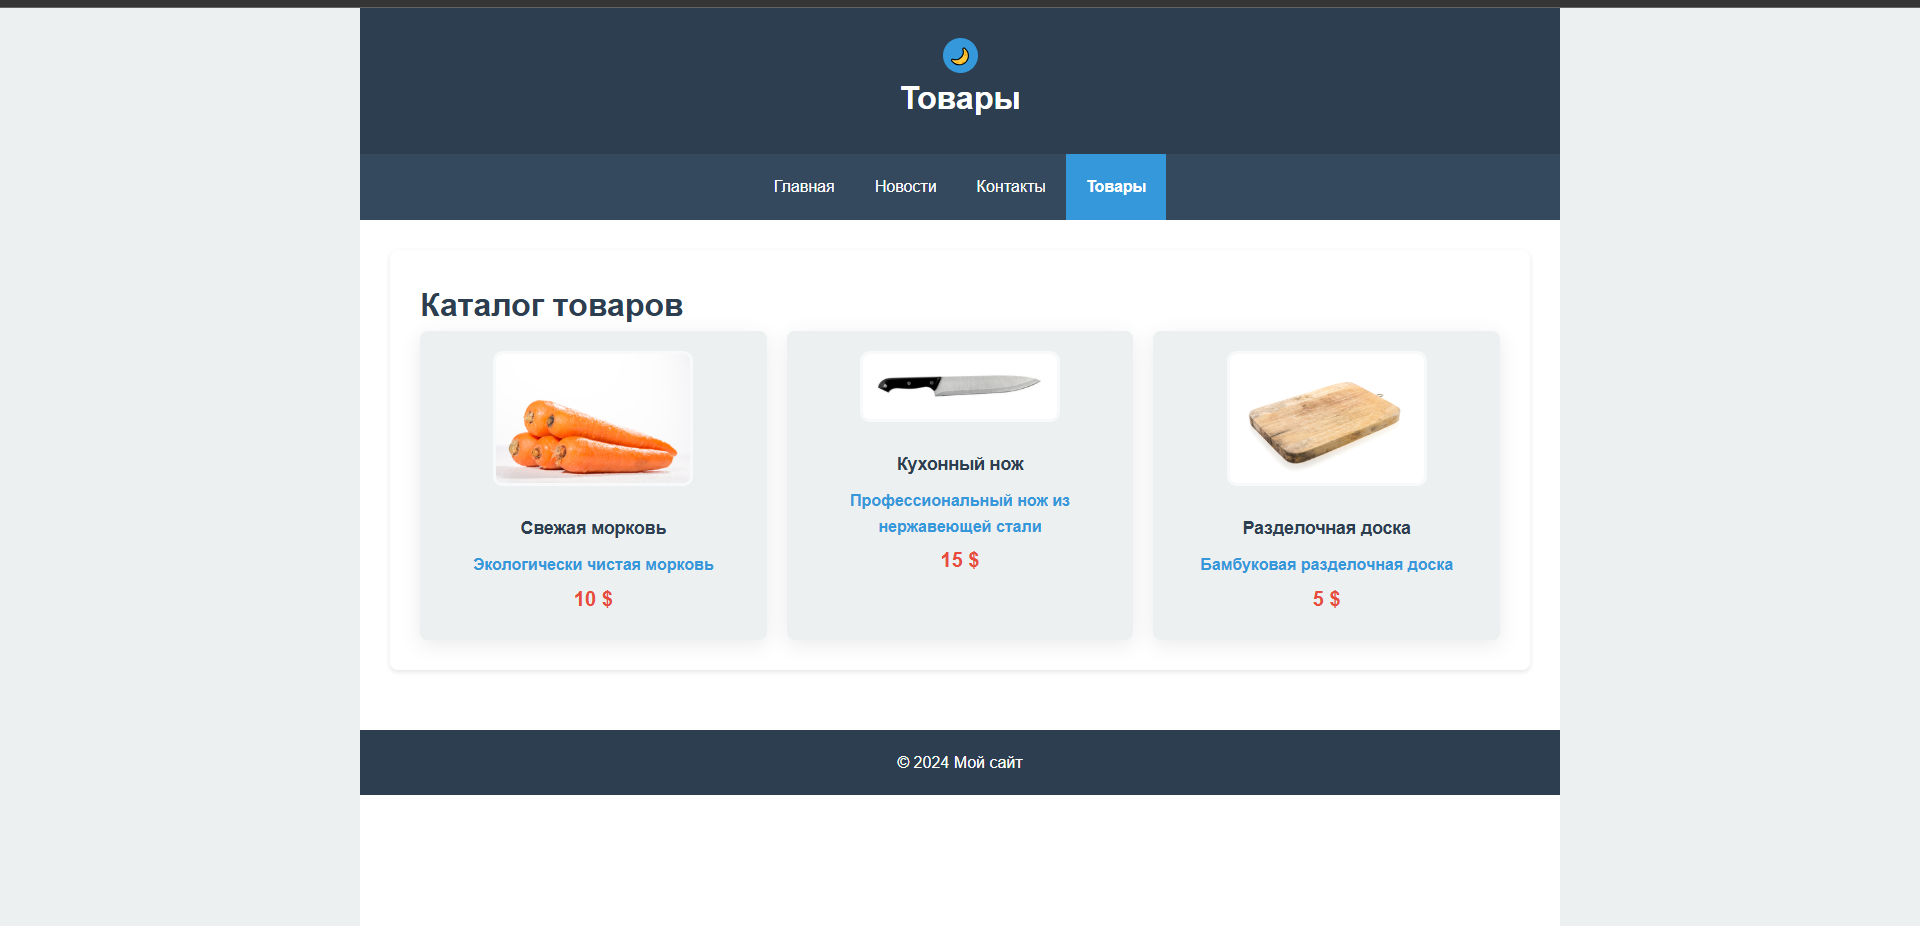 Товары
Главная Новости Контакты Товары
Каталог товаров
Свежая морковь
Экологически чистая морковь
10 $
Кухонный нож
Профессиональный нож из
нержавеющей стали
15 $
Разделочная доска
Бамбуковая разделочная доска
5 $
© 2024 Мой сайт